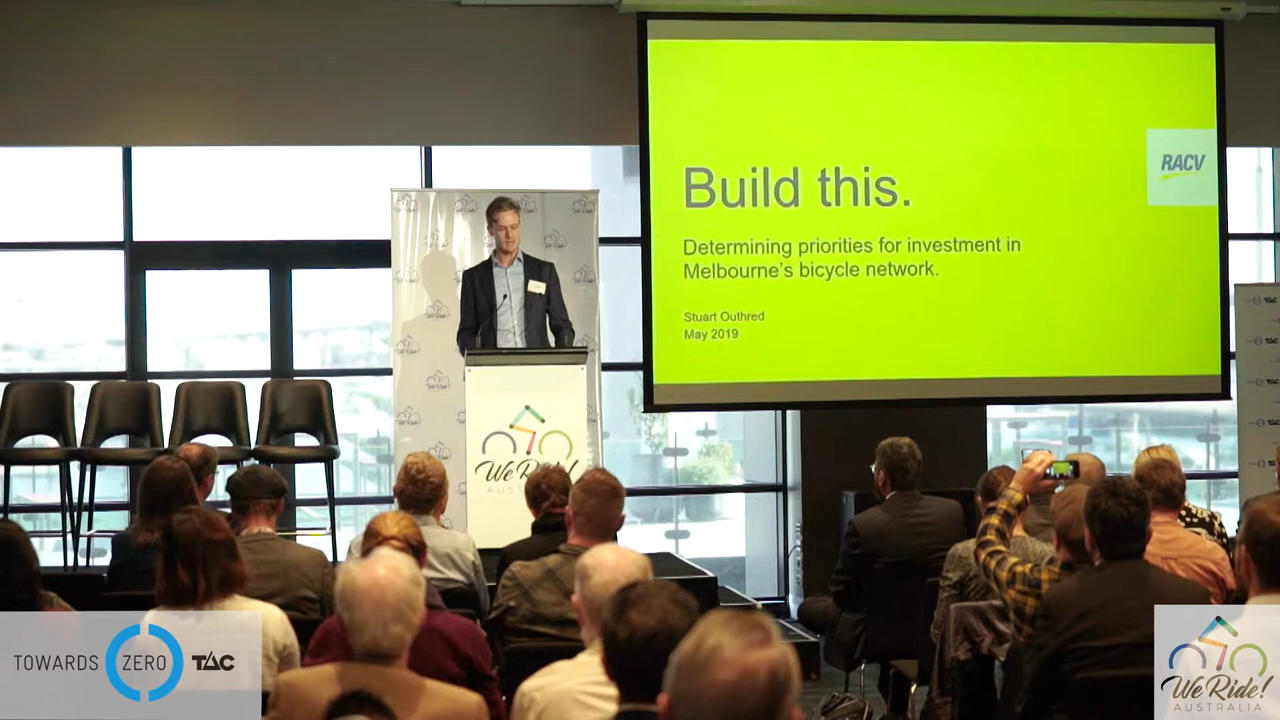 Build this.
RACV
Determining priorities for investment in
Melbourne's bicycle network.
Stuart Outhred
May 2019
We Ride!
AUSTRALIA
TOWARDS ZERO TAC
We Ride!
AUSTRALIA